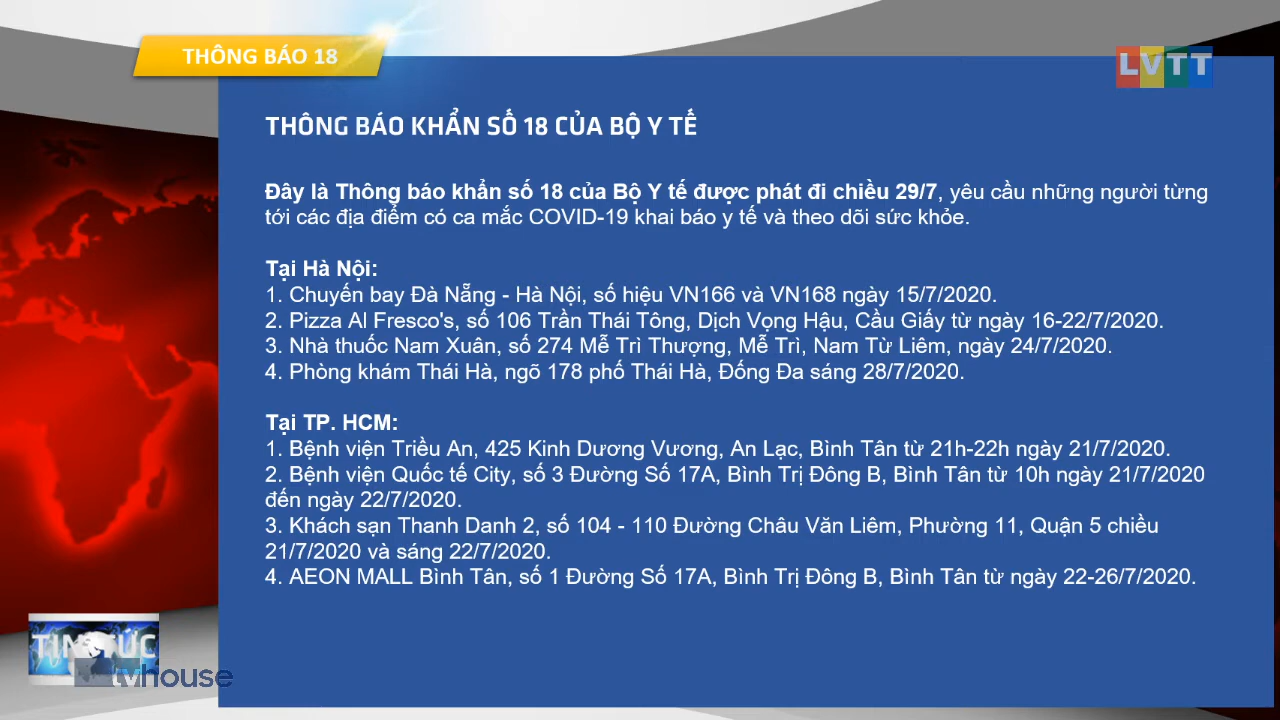 THÔNG BÁO 18
LVTT
THÔNG BÁO KHẨN SỐ 18 CỦA BỘ Y TẾ
Đây là Thông báo khẩn số 18 của Bộ Y tế được phát đi chiều 29/7, yêu cầu những người từng
tới các địa điểm có ca mắc COVID-19 khai báo y tế và theo dõi sức khỏe.
Tại Hà Nội:
1. Chuyến bay Đà Nẵng - Hà Nội, số hiệu VN166 và VN168 ngày 15/7/2020.
2. Pizza Al Fresco's, số 106 Trần Thái Tông, Dịch Vọng Hậu, Cầu Giấy từ ngày 16-22/7/2020.
3. Nhà thuốc Nam Xuân, số 274 Mễ Trì Thượng, Mễ Trì, Nam Từ Liêm, ngày 24/7/2020.
4. Phòng khám Thái Hà, ngõ 178 phố Thái Hà, Đống Đa sáng 28/7/2020.
Tại TP. HCM:
1. Bệnh viện Triều An, 425 Kinh Dương Vương, An Lạc, Bình Tân từ 21h-22h ngày 21/7/2020.
2. Bệnh viện Quốc tế City, số 3 Đường Số 17A, Bình Trị Đông B, Bình Tân từ 10h ngày 21/7/2020
đến ngày 22/7/2020.
3. Khách sạn Thanh Danh 2, số 104 - 110 Đường Châu Văn Liêm, Phường 11, Quận 5 chiều
21/7/2020 và sáng 22/7/2020.
4. AEON MALL Bình Tân, số 1 Đường Số 17A, Bình Trị Đông B, Bình Tân từ ngày 22-26/7/2020.
TIN TỨC
tvhouse